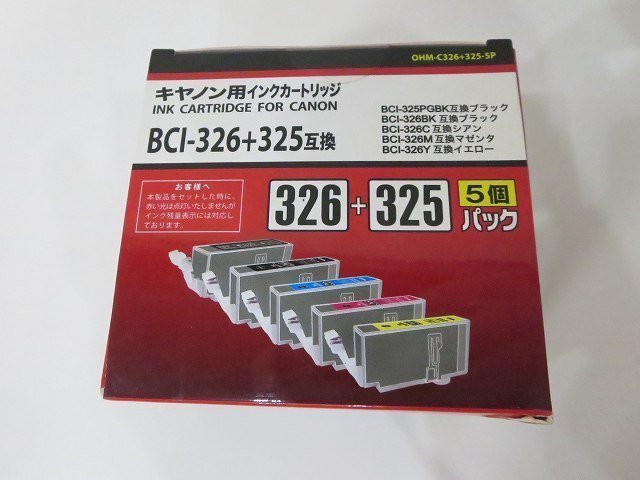 OHM-C326+325-5P
キヤノン用インクカートリッジ
INK CARTRIDGE FOR CANON
BCI-326+325互換
BCI-325PGBK互換ブラック
BCI-326BK 互換ブラック
BCI-326C 互換シアン
BCI-326M 互換マゼンタ
BCI-326Y 互換イエロー
お客様へ
本製品をセットした時に、
赤い光は点灯いたしませんが
インク残量表示には対応し
ております。
326+325
5個
パック